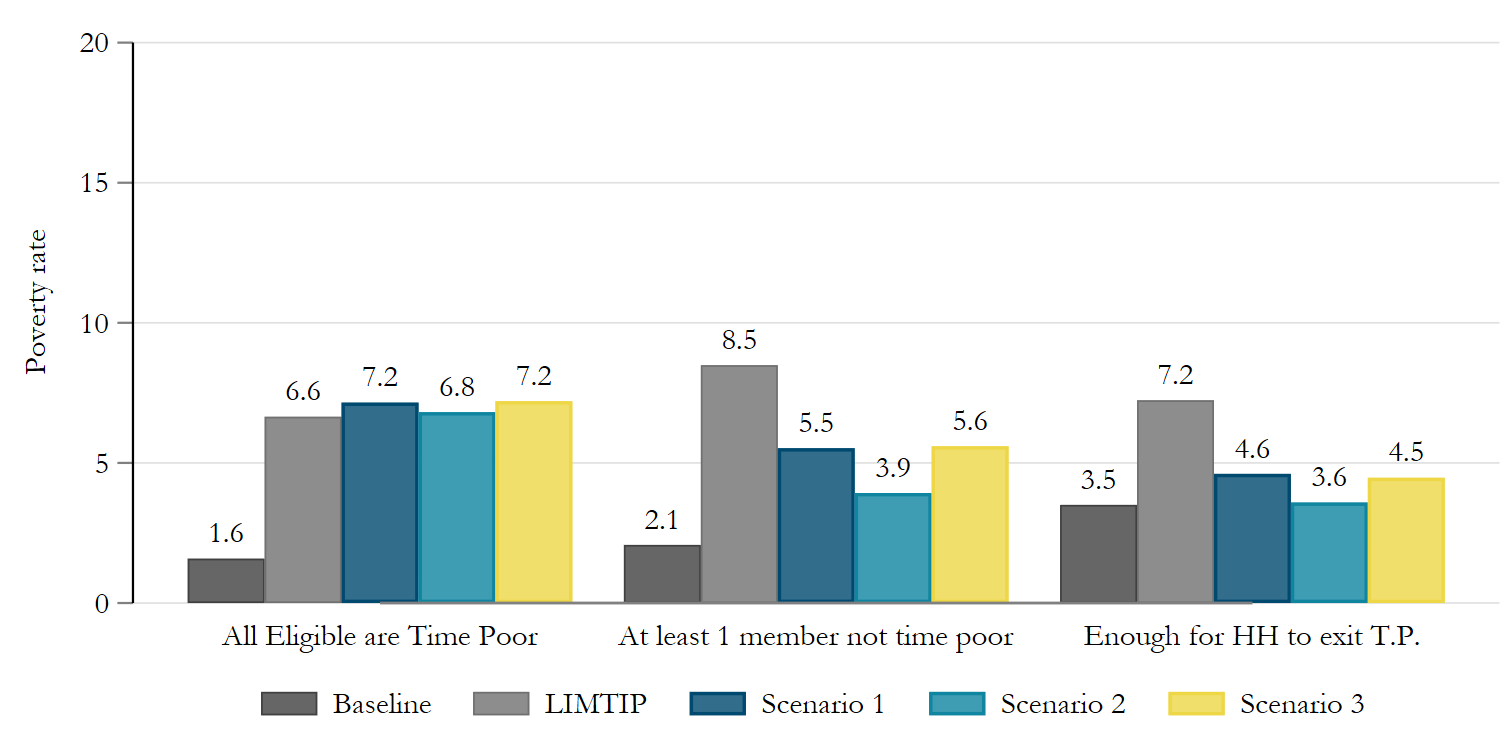 20
15
10
5
0
Poverty rate
1.6
6.6
7.2
6.8
7.2
2.1
8.5
5.5
3.9
5.6
3.5
7.2
4.6
3.6
4.5
All Eligible are Time Poor
At least 1 member not time poor
Enough for HH to exit T.P.
Baseline
LIMTIP
Scenario 1
Scenario 2
Scenario 3